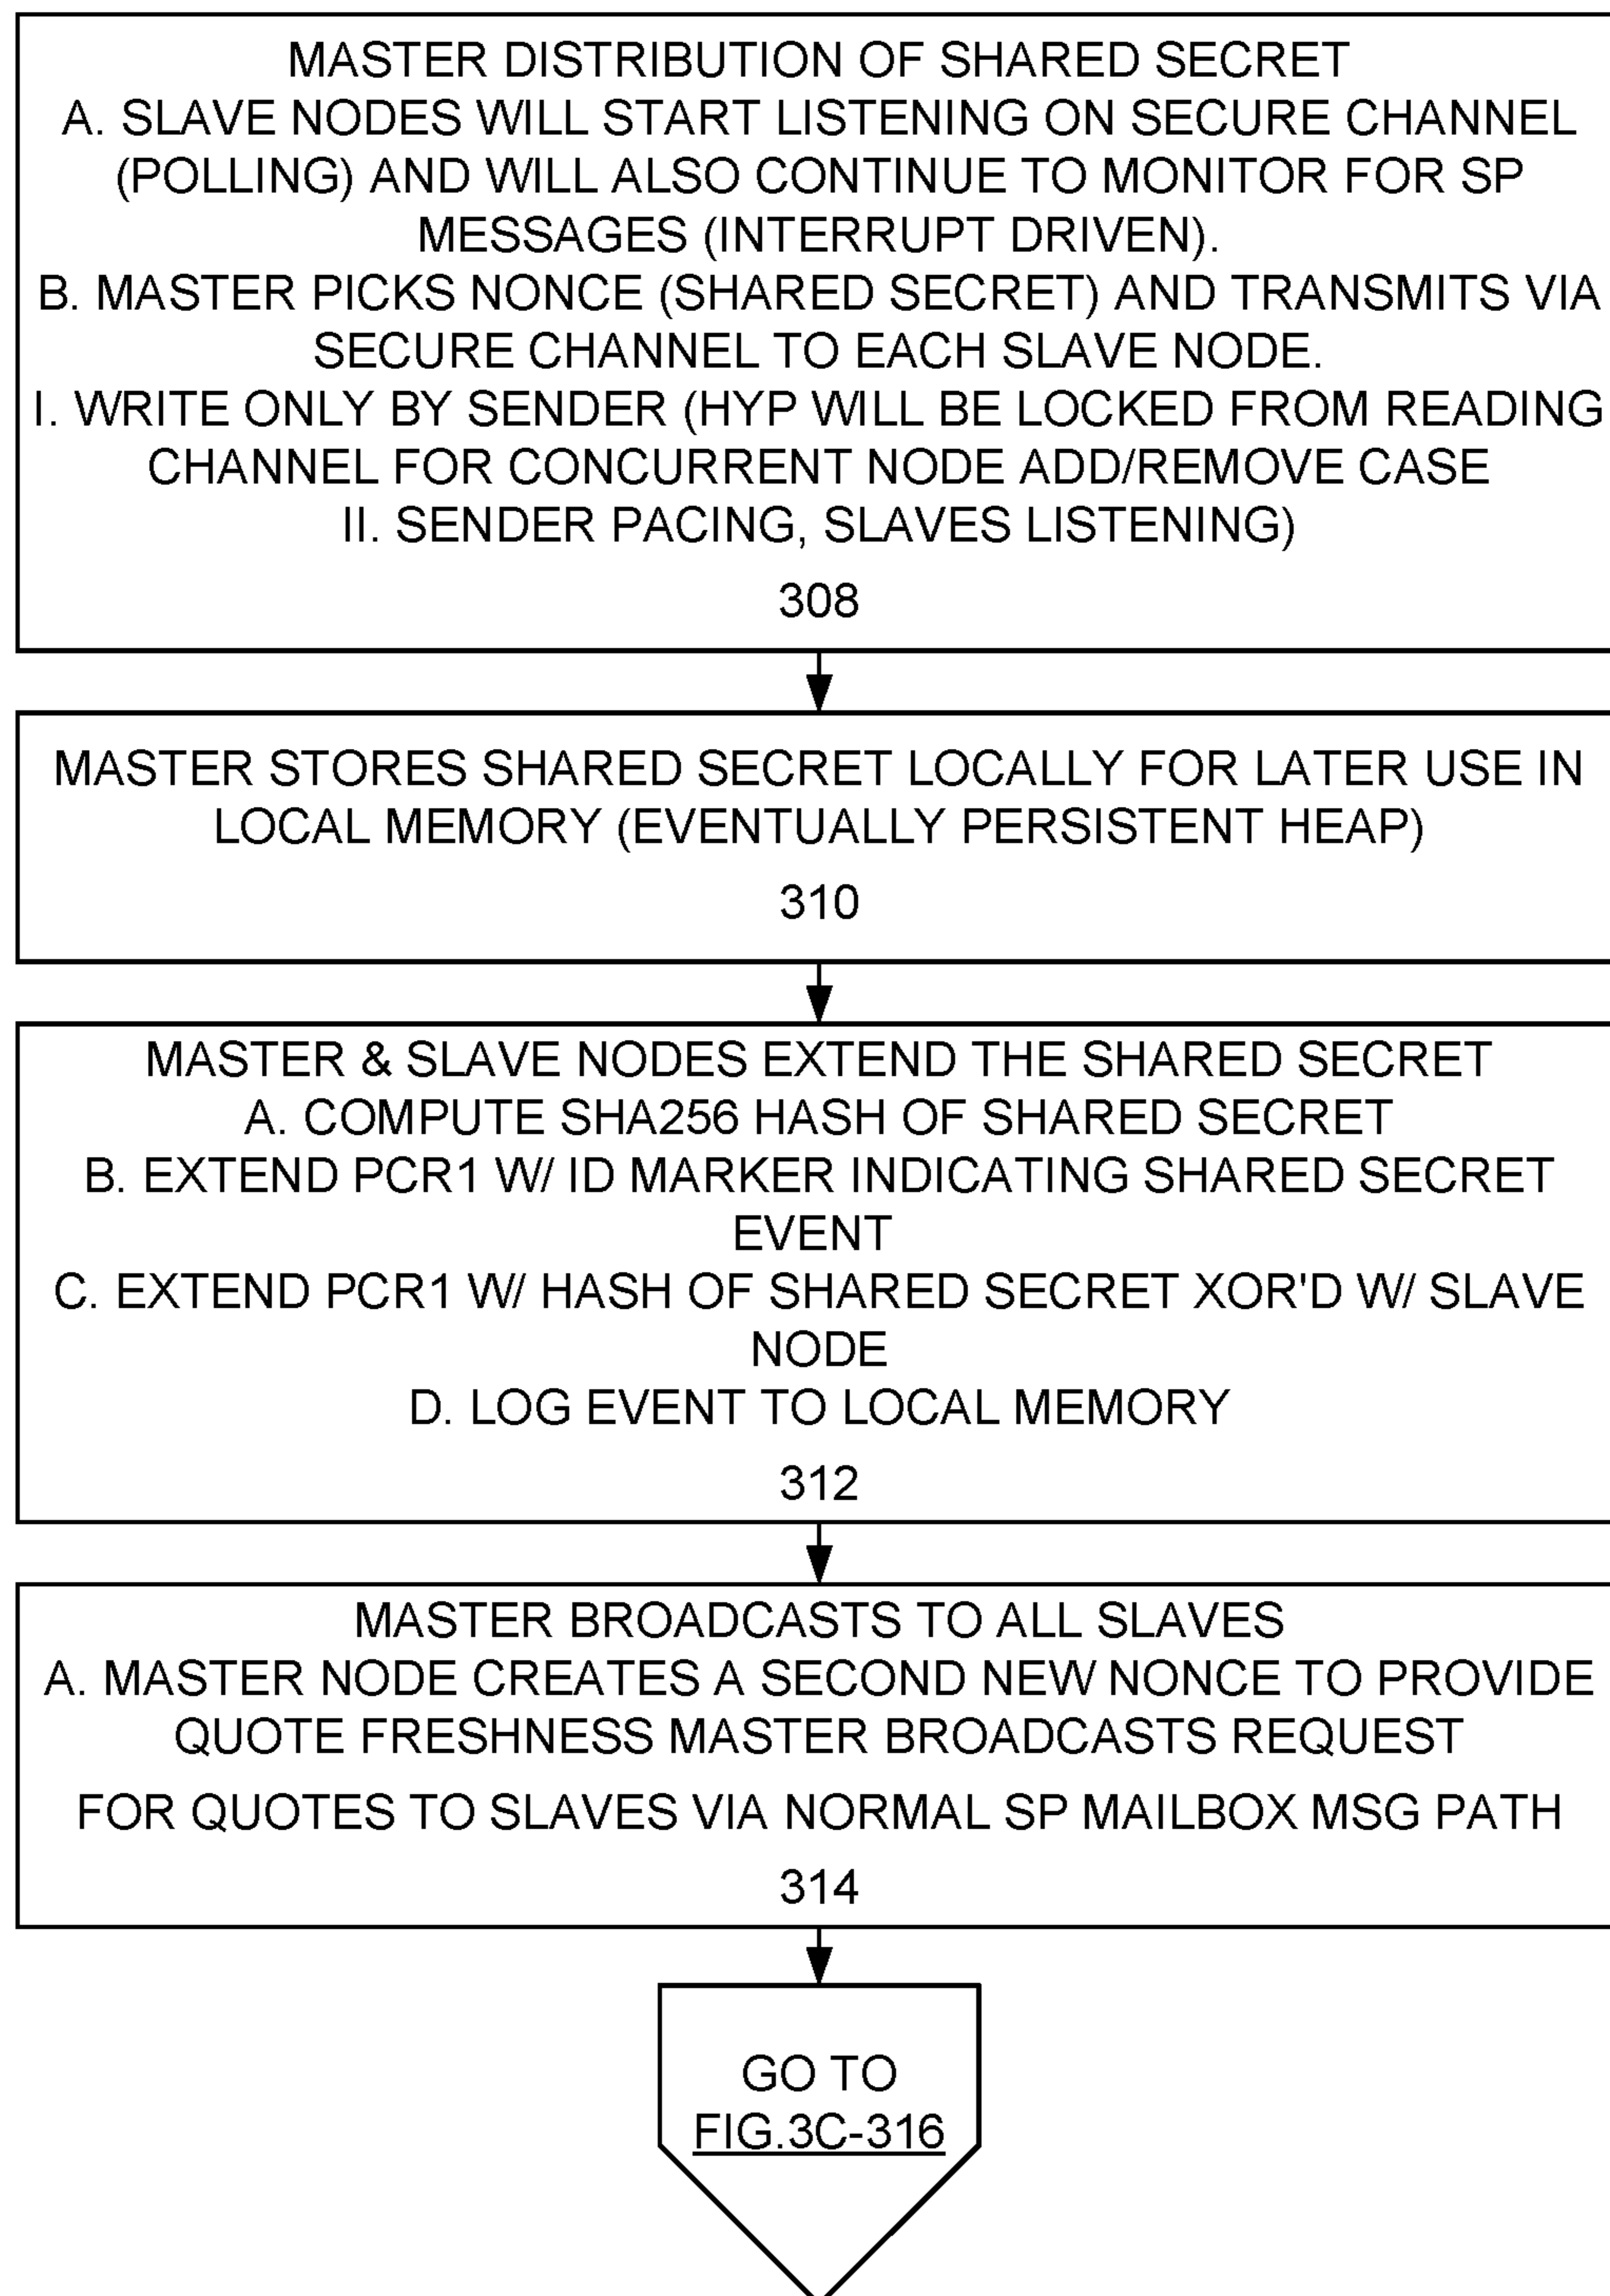 MASTER DISTRIBUTION OF SHARED SECRET
A. SLAVE NODES WILL START LISTENING ON SECURE CHANNEL
(POLLING) AND WILL ALSO CONTINUE TO MONITOR FOR SP
MESSAGES (INTERRUPT DRIVEN).
B. MASTER PICKS NONCE (SHARED SECRET) AND TRANSMITS VIA
SECURE CHANNEL TO EACH SLAVE NODE.
I. WRITE ONLY BY SENDER (HYP WILL BE LOCKED FROM READING
CHANNEL FOR CONCURRENT NODE ADD/REMOVE CASE
II. SENDER PACING, SLAVES LISTENING)
308
MASTER STORES SHARED SECRET LOCALLY FOR LATER USE IN
LOCAL MEMORY (EVENTUALLY PERSISTENT HEAP)
310
MASTER & SLAVE NODES EXTEND THE SHARED SECRET
A. COMPUTE SHA256 HASH OF SHARED SECRET
B. EXTEND PCR1 W/ ID MARKER INDICATING SHARED SECRET
EVENT
C. EXTEND PCR1 W/ HASH OF SHARED SECRET XOR'D W/ SLAVE
NODE
D. LOG EVENT TO LOCAL MEMORY
312
MASTER BROADCASTS TO ALL SLAVES
A. MASTER NODE CREATES A SECOND NEW NONCE TO PROVIDE
QUOTE FRESHNESS MASTER BROADCASTS REQUEST
FOR QUOTES TO SLAVES VIA NORMAL SP MAILBOX MSG PATH
314
GO TO
FIG.3C-316